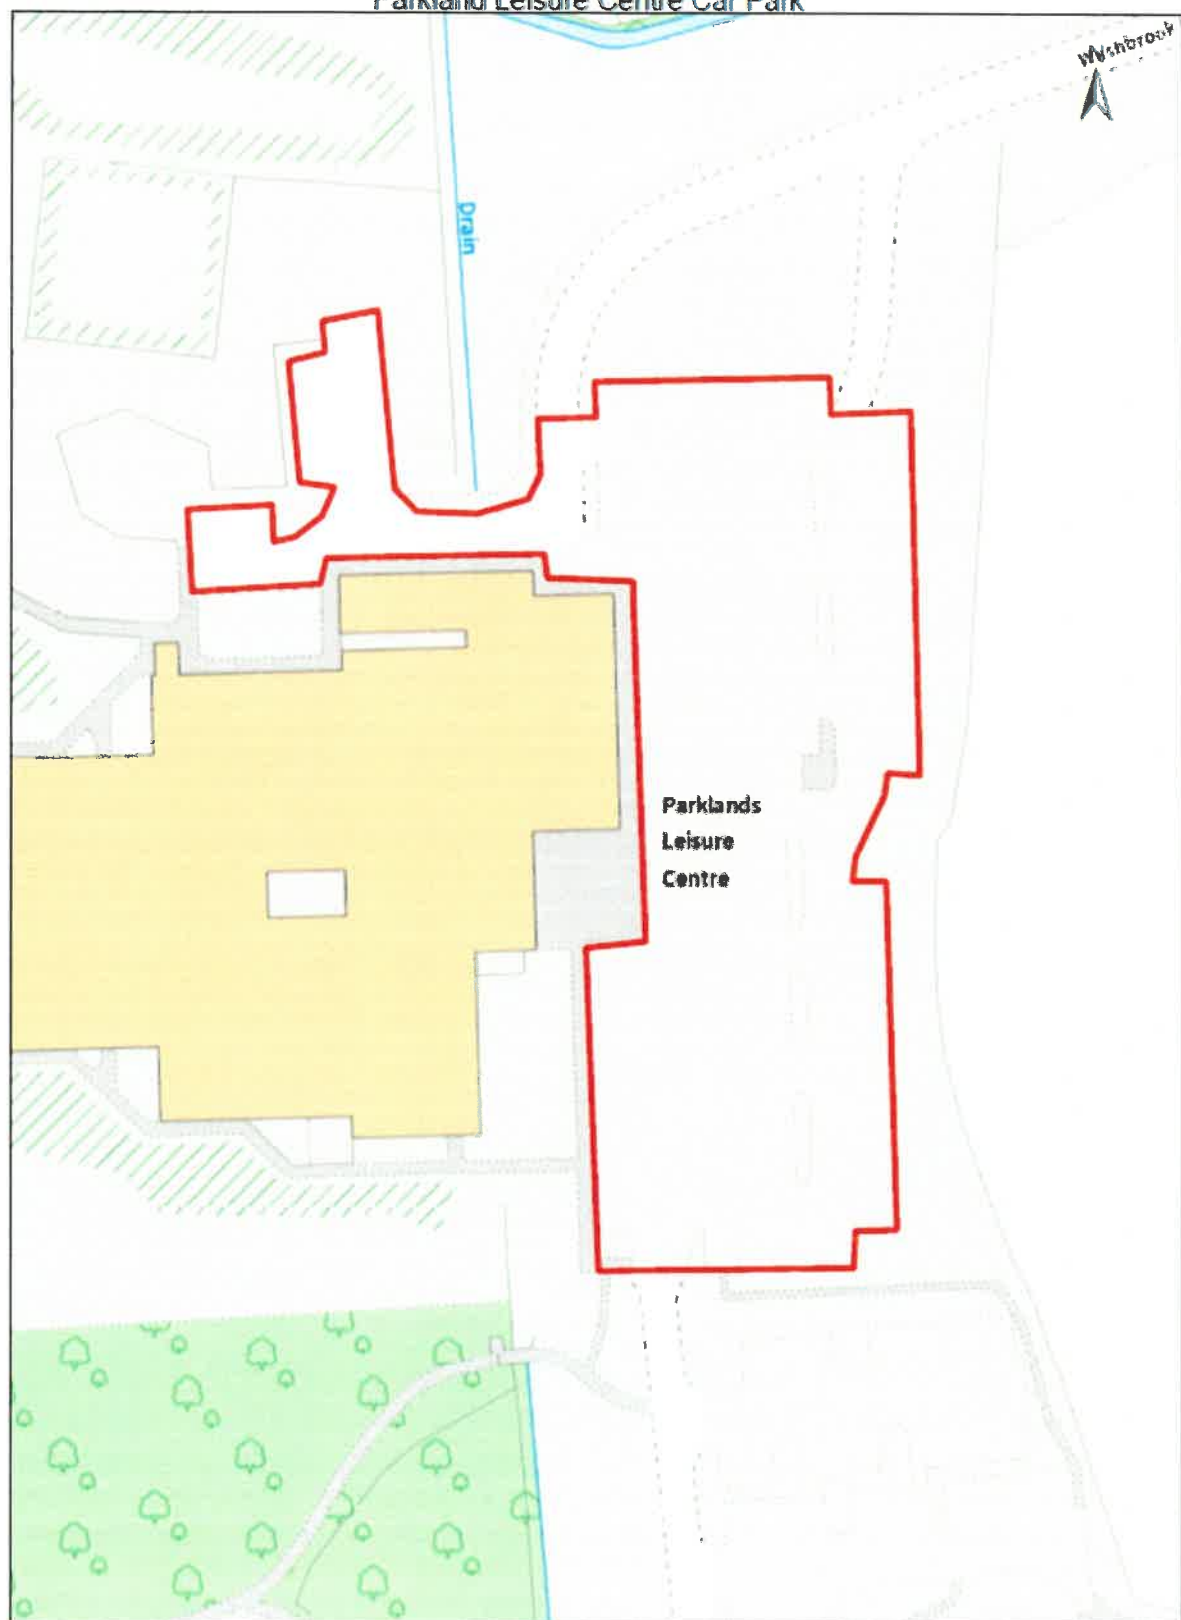 Parkland Leisure Centre Car Park
Drain
Parklands
Leisure
Centre